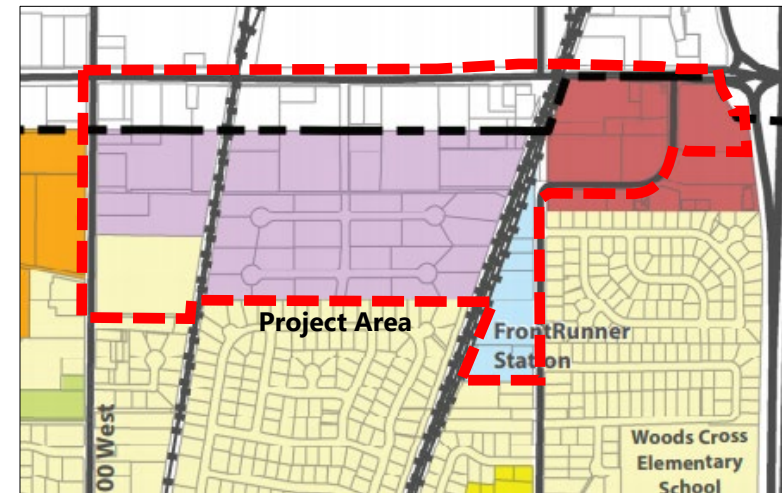 Project Area
FrontRunner
Station
00 West
Woods Cross
Elementary
School